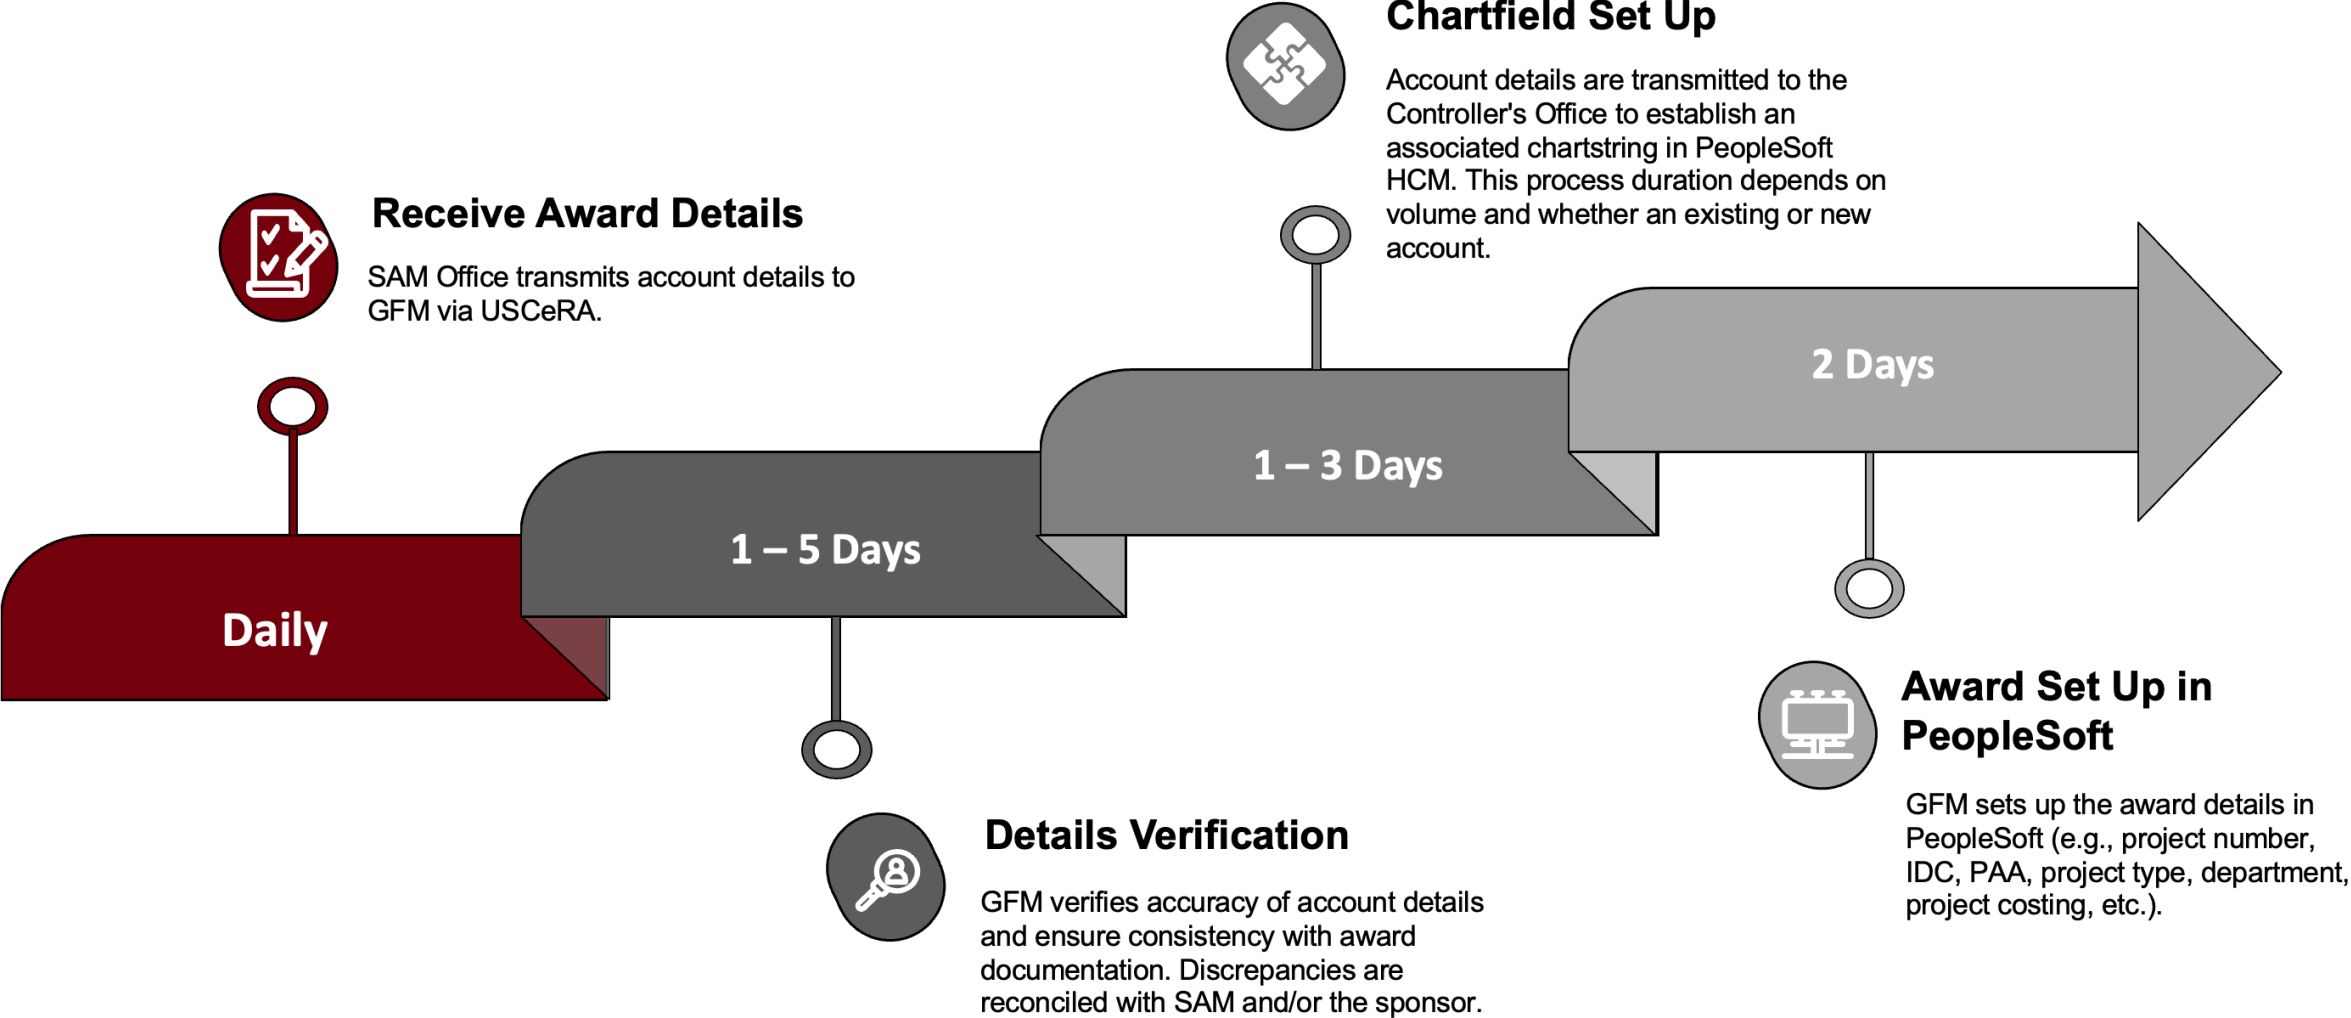 Chartfield Set Up
Account details are transmitted to the
Controller's Office to establish an
associated chartstring in PeopleSoft
HCM. This process duration depends on
volume and whether an existing or new
account.
Receive Award Details
SAM Office transmits account details to
GFM via USCeRA.
2 Days
1 – 3 Days
1 – 5 Days
Daily
Award Set Up in
PeopleSoft
GFM sets up the award details in
PeopleSoft (e.g., project number,
IDC, PAA, project type, department,
project costing, etc.).
Details Verification
GFM verifies accuracy of account details
and ensure consistency with award
documentation. Discrepancies are
reconciled with SAM and/or the sponsor.